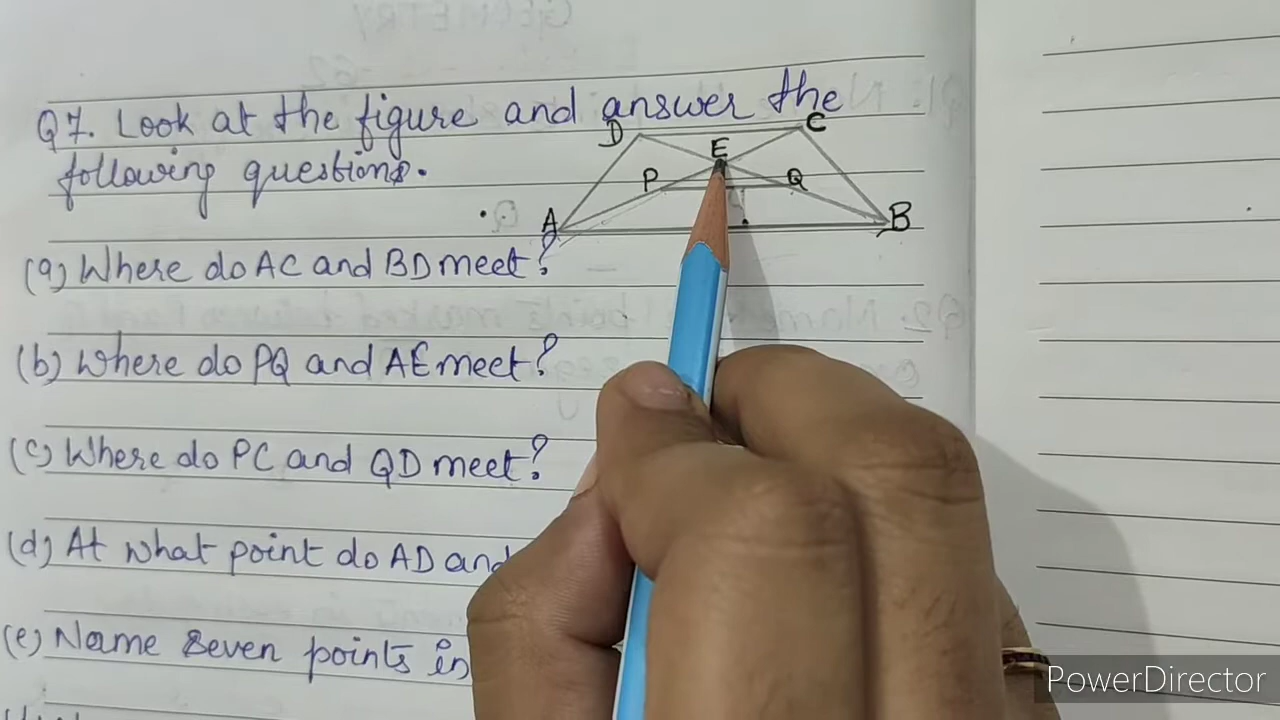 Q7. Look at the figure and answer the
following questions.
D C
E
P Q
A B
(a) Where do AC and BD meet?
(b) Where do PQ and AE meet?
(c) Where do PC and QD meet?
(d) At what point do AD and
(e) Name seven points in
PowerDirector